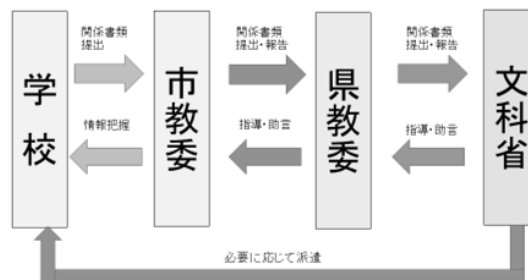 関係書類
提出
関係書類
提出・報告
関係書類
提出・報告
学校
市教委
県教委
文科省
情報把握
指導・助言
指導・助言
必要に応じて派遣